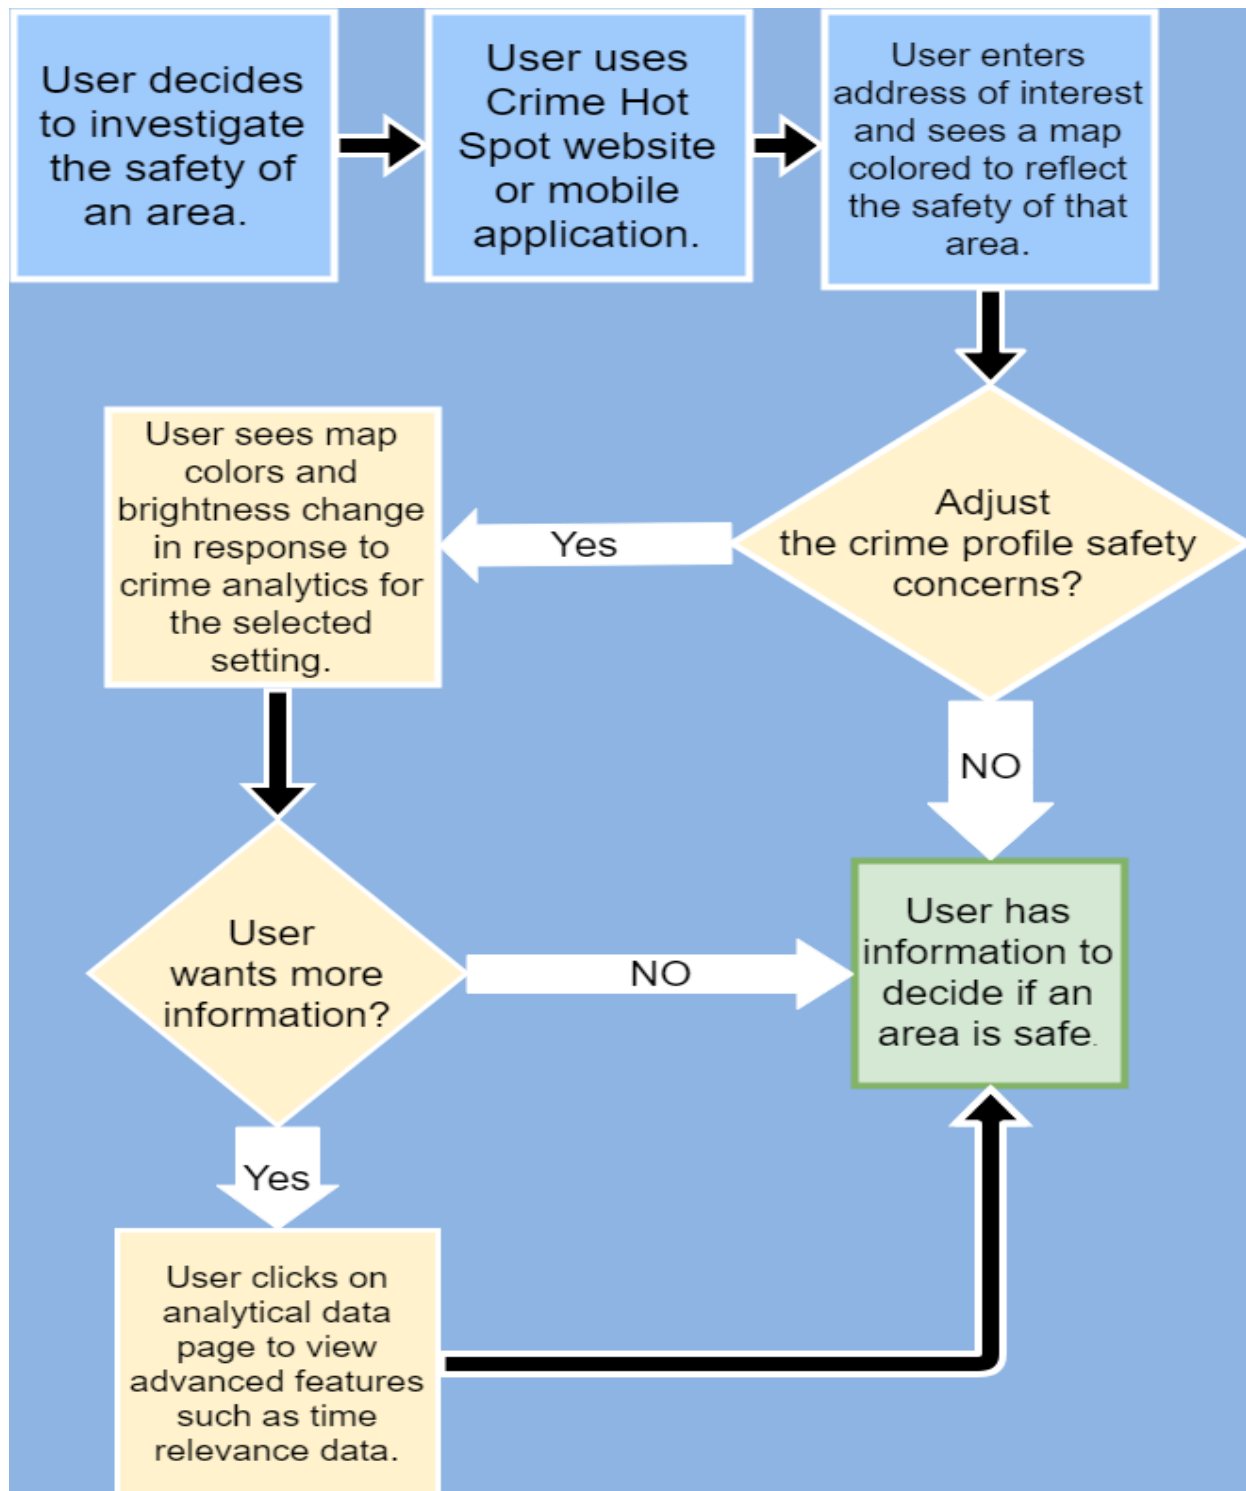 User decides
to investigate
the safety of
an area.
User uses
Crime Hot
Spot website
or mobile
application.
User enters
address of interest
and sees a map
colored to reflect
the safety of that
area.
Adjust
the crime profile safety
concerns?
Yes
User sees map
colors and
brightness change
in response to
crime analytics for
the selected
setting.
NO
User
wants more
information?
NO
User has
information to
decide if an
area is safe.
Yes
User clicks on
analytical data
page to view
advanced features
such as time
relevance data.